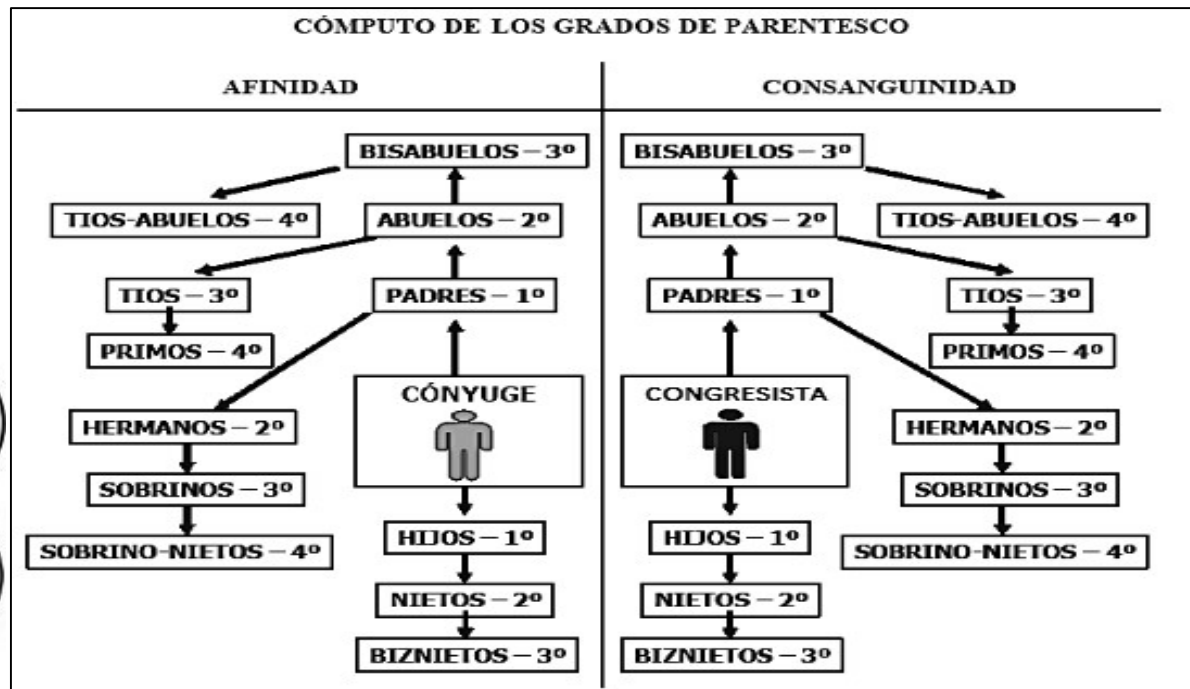 CÓMPUTO DE LOS GRADOS DE PARENTESCO
AFINIDAD
BISABUELOS – 3º
TIOS-ABUELOS – 4º
ABUELOS – 2º
TIOS – 3º
PADRES – 1º
PRIMOS – 4º
CÓNYUGE
HERMANOS – 2º
SOBRINOS – 3º
HIJOS – 1º
SOBRINO-NIETOS – 4º
NIETOS – 2º
BIZNIETOS – 3º
CONSANGUINIDAD
BISABUELOS – 3º
ABUELOS – 2º
TIOS-ABUELOS – 4º
PADRES – 1º
TIOS – 3º
PRIMOS – 4º
CONGRESISTA
HERMANOS – 2º
SOBRINOS – 3º
HIJOS – 1º
SOBRINO-NIETOS – 4º
NIETOS – 2º
BIZNIETOS – 3º